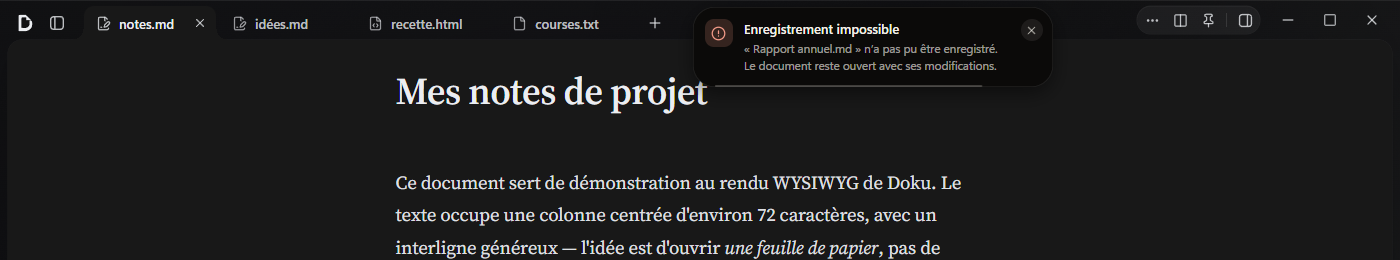 notes.md
idées.md
recette.html
courses.txt
Enregistrement impossible
« Rapport annuel.md » n'a pas pu être enregistré.
Le document reste ouvert avec ses modifications.
Mes notes de projet
Ce document sert de démonstration au rendu WYSIWYG de Doku. Le
texte occupe une colonne centrée d'environ 72 caractères, avec un
interligne généreux — l'idée est d'ouvrir une feuille de papier, pas de